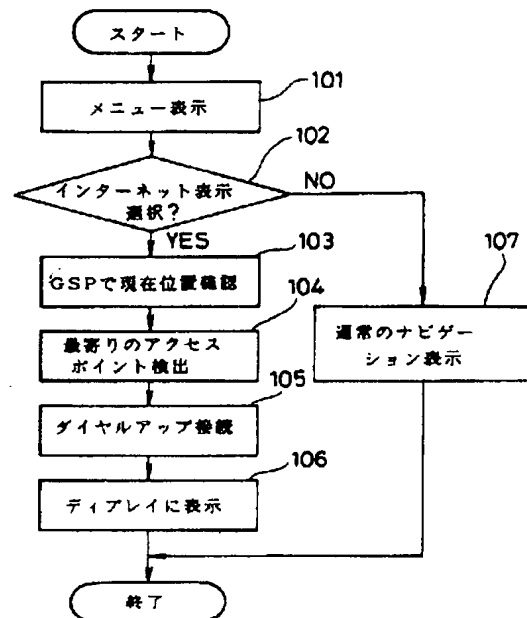 スタート
101
メニュー表示
102
インターネット表示
選択?
NO
YES
103
GSPで現在位置確認
104
107
最寄りのアクセス
ポイント検出
通常のナビゲー
ション表示
105
ダイヤルアップ接続
106
ディプレイに表示
終了